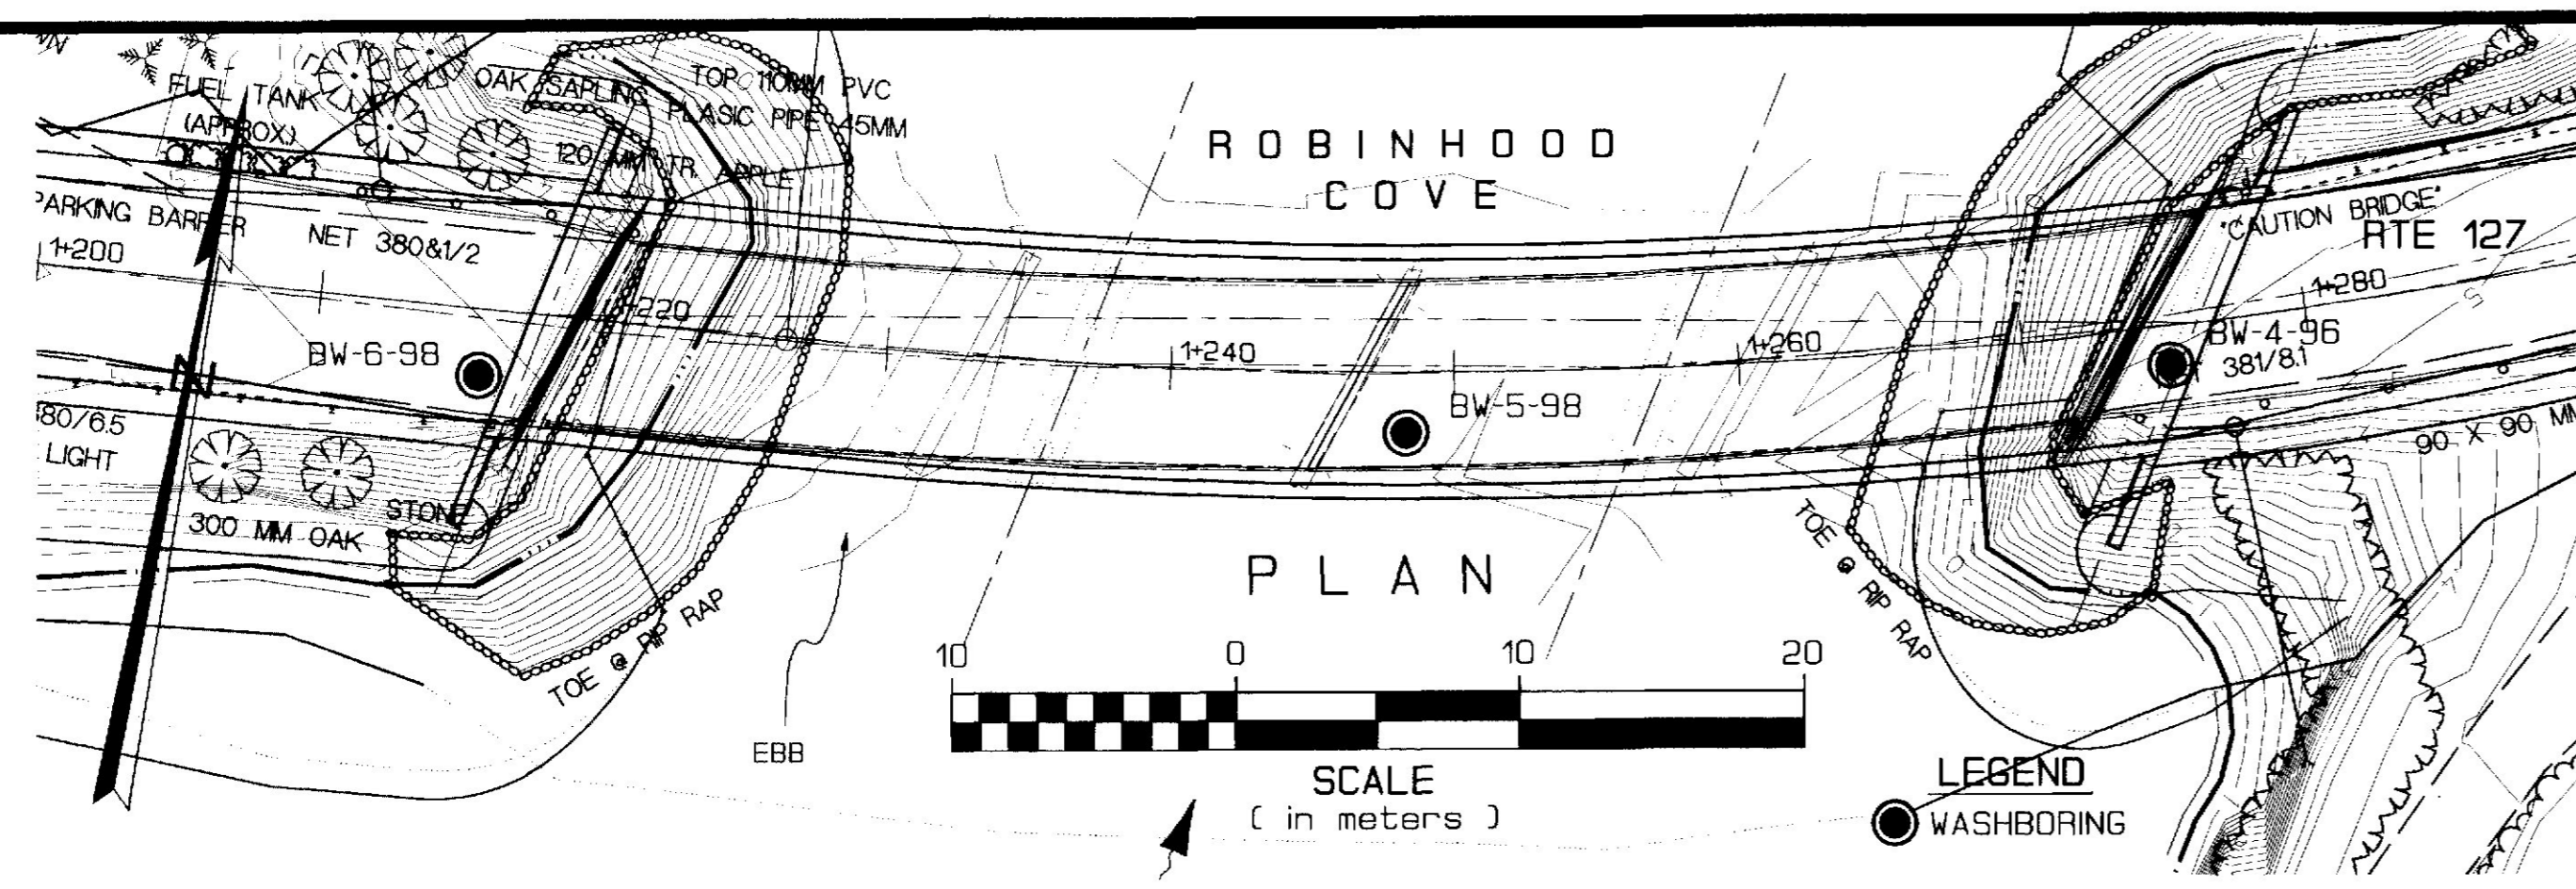 FUEL TANK
(APPROX.)
OAK SAPLING
TOP 110MM PVC
PLASIC PIPE 45MM
120 MM TR. APPLE
ROBINHOOD
COVE
PARKING BARRIER
NET 380&1/2
1+200
1+220
1+240
1+260
1+280
"CAUTION BRIDGE"
RTE 127
BW-6-98
BW-5-98
BW-4-96
381/8.1
N
380/6.5
LIGHT
90 X 90 MM
300 MM OAK
STONE
PLAN
TOE @ RIP RAP
TOE @ RIP RAP
EBB
10 0 10 20
SCALE
( in meters )
LEGEND
WASHBORING